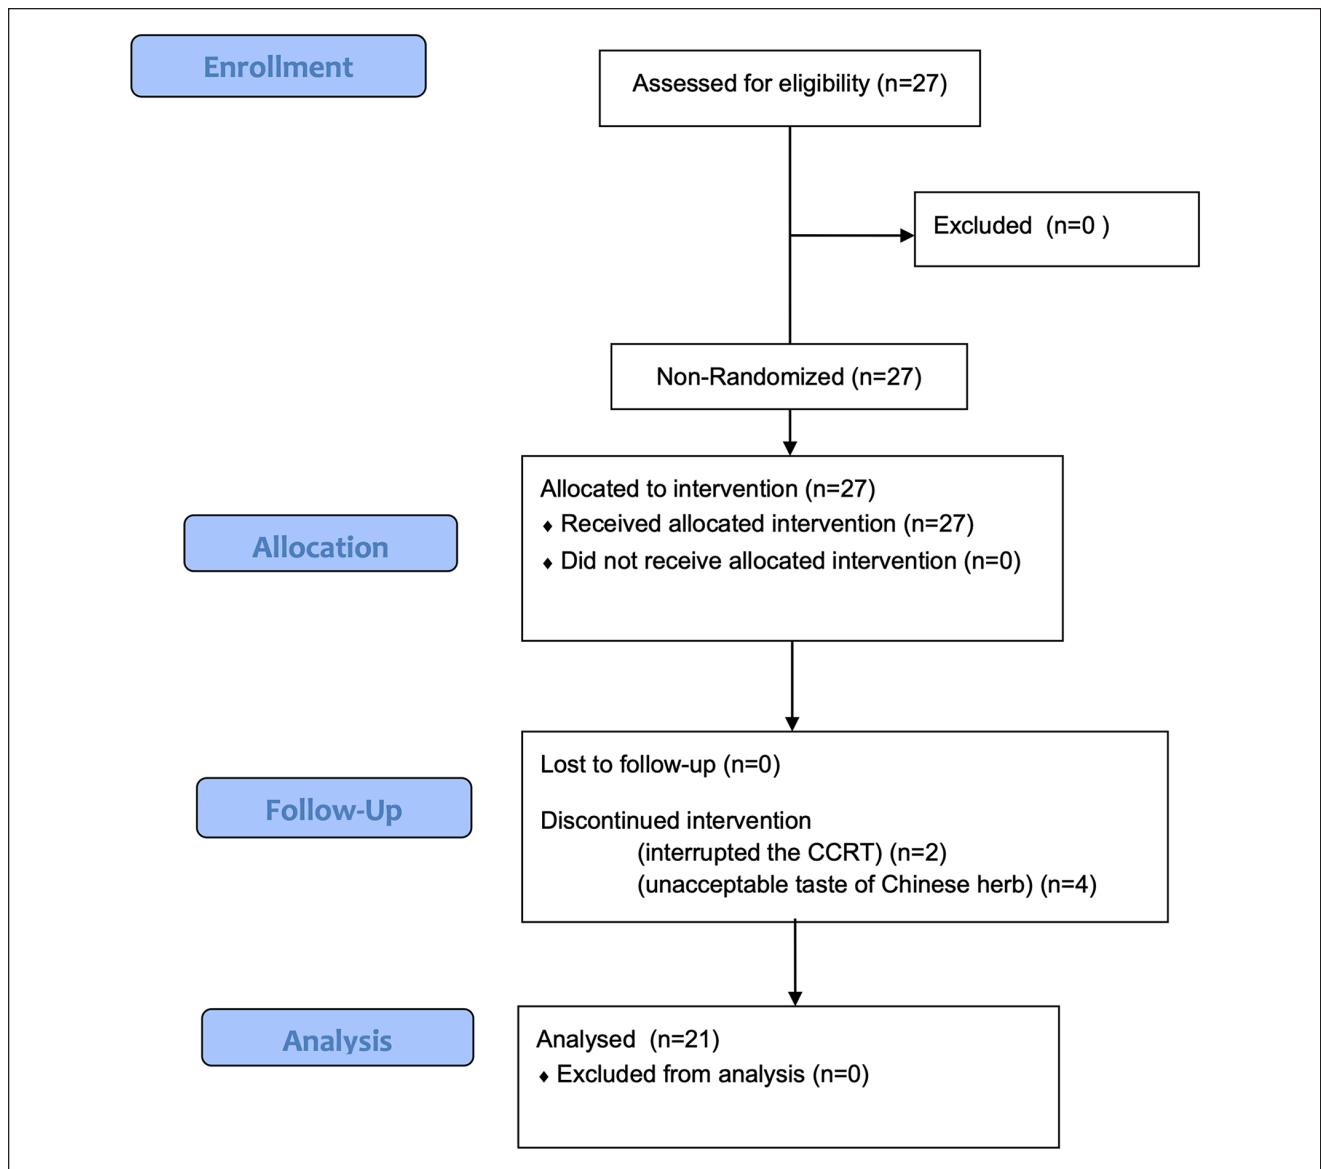 Enrollment
Assessed for eligibility (n=27)
Excluded  (n=0 )
Non-Randomized (n=27)
Allocation
Allocated to intervention (n=27)
♦ Received allocated intervention (n=27)
♦ Did not receive allocated intervention (n=0)
Follow-Up
Lost to follow-up (n=0)
Discontinued intervention
(interrupted the CCRT) (n=2)
(unacceptable taste of Chinese herb) (n=4)
Analysis
Analysed  (n=21)
♦ Excluded from analysis (n=0)